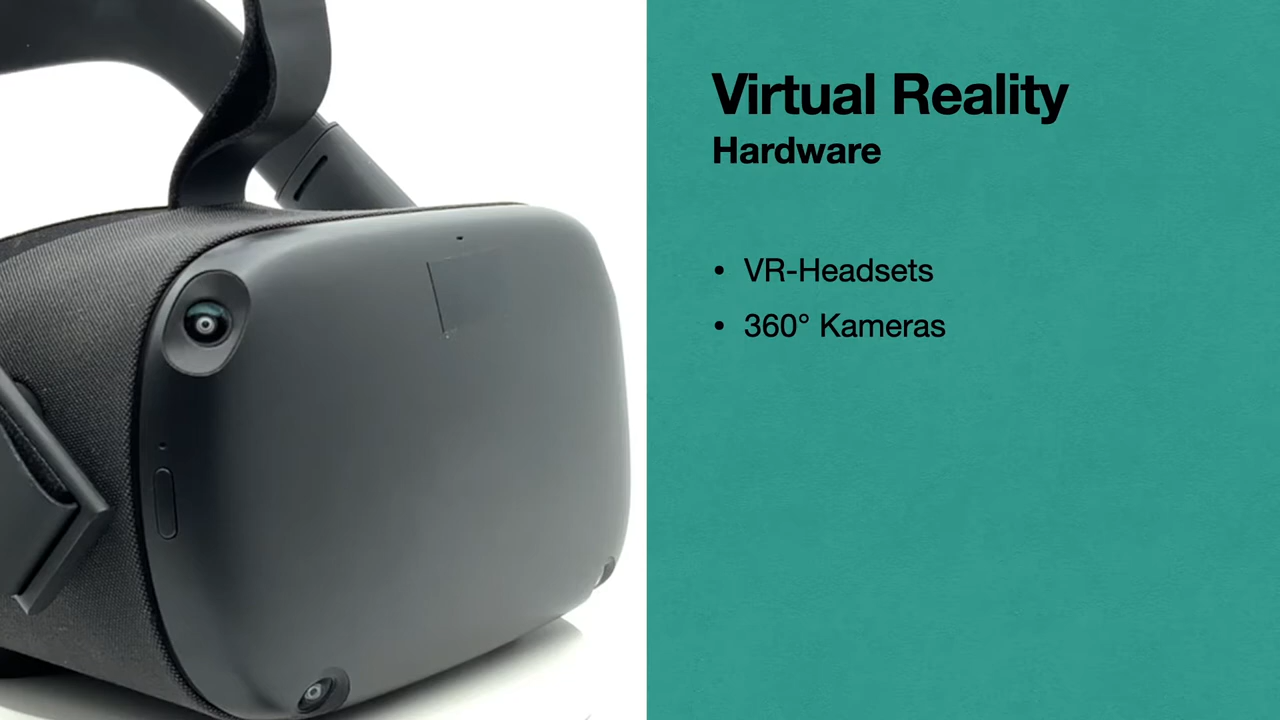 Virtual Reality
Hardware
• VR-Headsets
• 360° Kameras